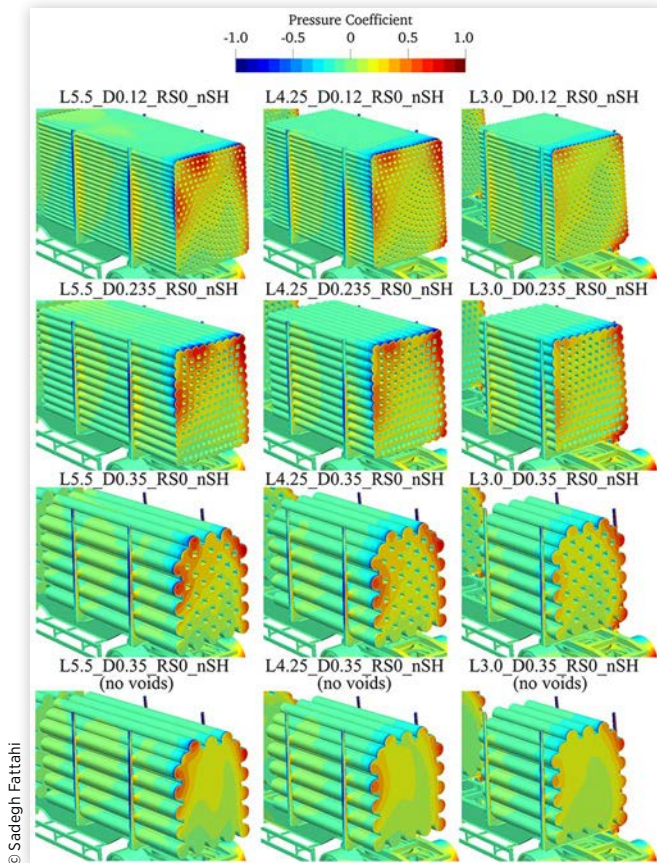 Pressure Coefficient
-1.0 -0.5 0 0.5 1.0
L5.5_D0.12_RS0_nSH L4.25_D0.12_RS0_nSH L3.0_D0.12_RS0_nSH
L5.5_D0.235_RS0_nSH L4.25_D0.235_RS0_nSH L3.0_D0.235_RS0_nSH
L5.5_D0.35_RS0_nSH L4.25_D0.35_RS0_nSH L3.0_D0.35_RS0_nSH
L5.5_D0.35_RS0_nSH L4.25_D0.35_RS0_nSH L3.0_D0.35_RS0_nSH
(no voids) (no voids) (no voids)
© Sadegh Fattahi